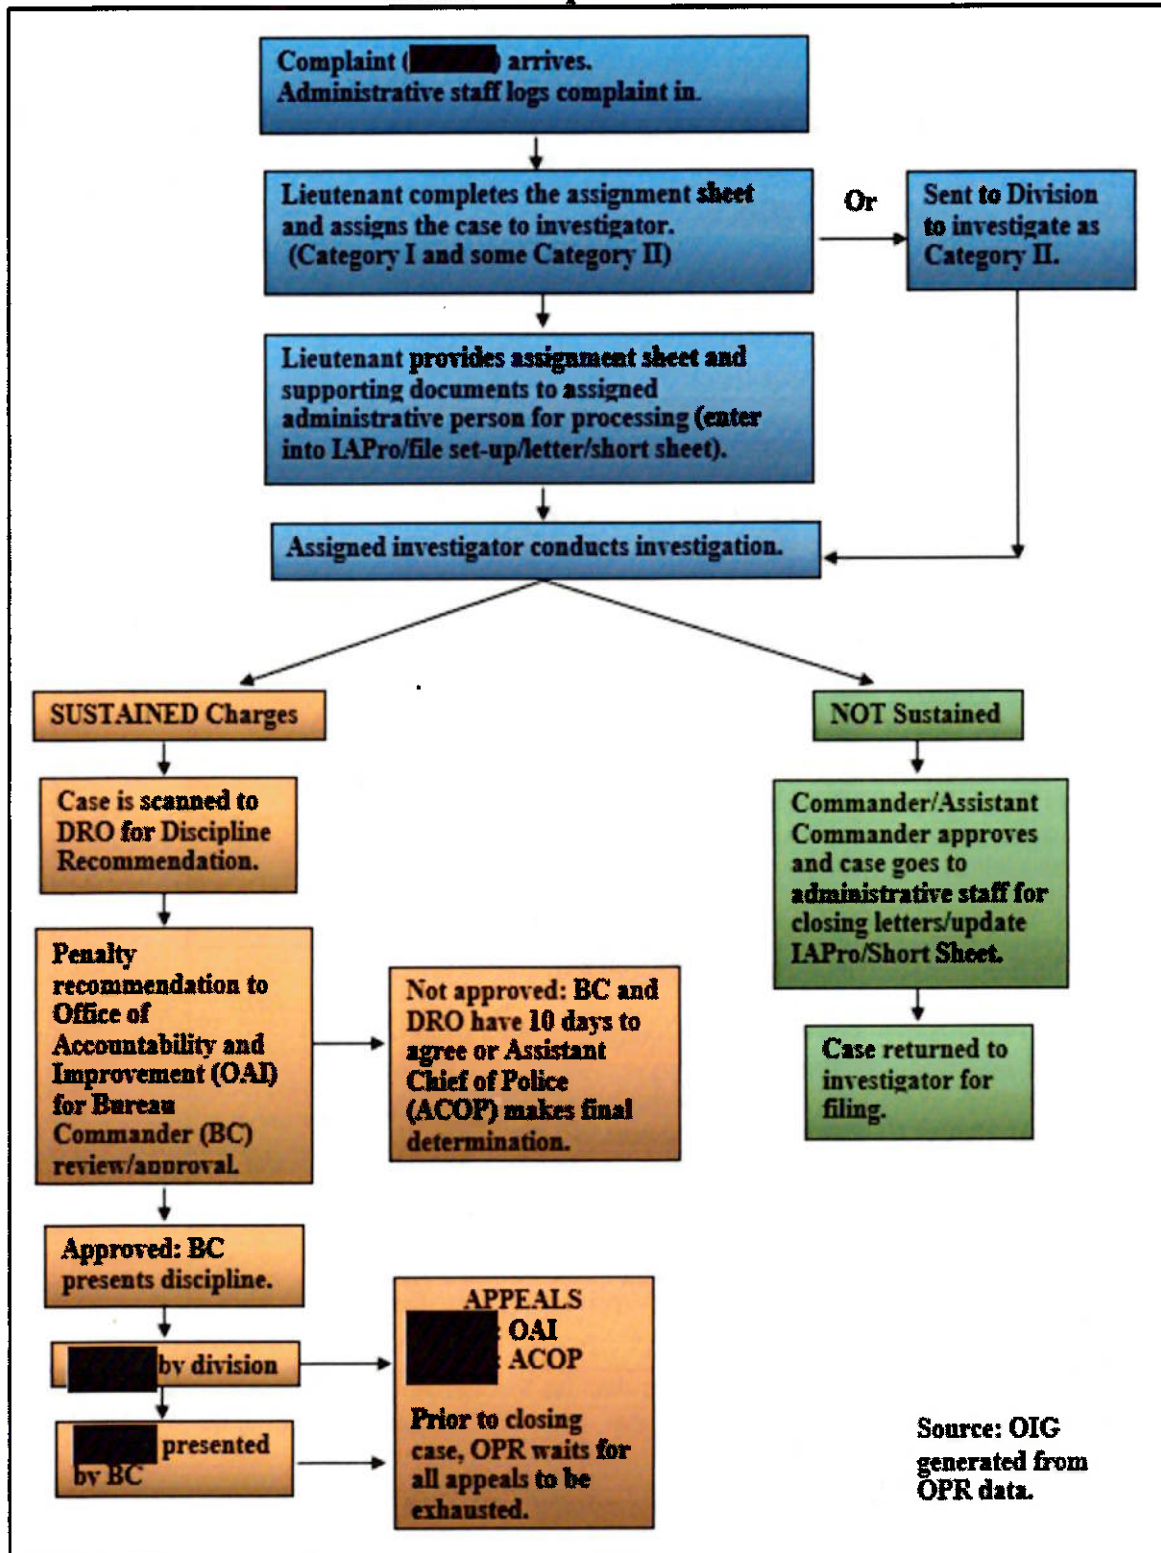 Complaint ( ) arrives.
Administrative staff logs complaint in.
Lieutenant completes the assignment sheet
and assigns the case to investigator.
(Category I and some Category II)
Or
Sent to Division
to investigate as
Category II.
Lieutenant provides assignment sheet and
supporting documents to assigned
administrative person for processing (enter
into IAPro/file set-up/letter/short sheet).
Assigned investigator conducts investigation.
SUSTAINED Charges
Case is scanned to
DRO for Discipline
Recommendation.
Penalty
recommendation to
Office of
Accountability and
Improvement (OAI)
for Bureau
Commander (BC)
review/approval.
Not approved: BC and
DRO have 10 days to
agree or Assistant
Chief of Police
(ACOP) makes final
determination.
Approved: BC
presents discipline.
by division
presented
by BC
APPEALS
: OAI
: ACOP
Prior to closing
case, OPR waits for
all appeals to be
exhausted.
NOT Sustained
Commander/Assistant
Commander approves
and case goes to
administrative staff for
closing letters/update
IAPro/Short Sheet.
Case returned to
investigator for
filing.
Source: OIG
generated from
OPR data.